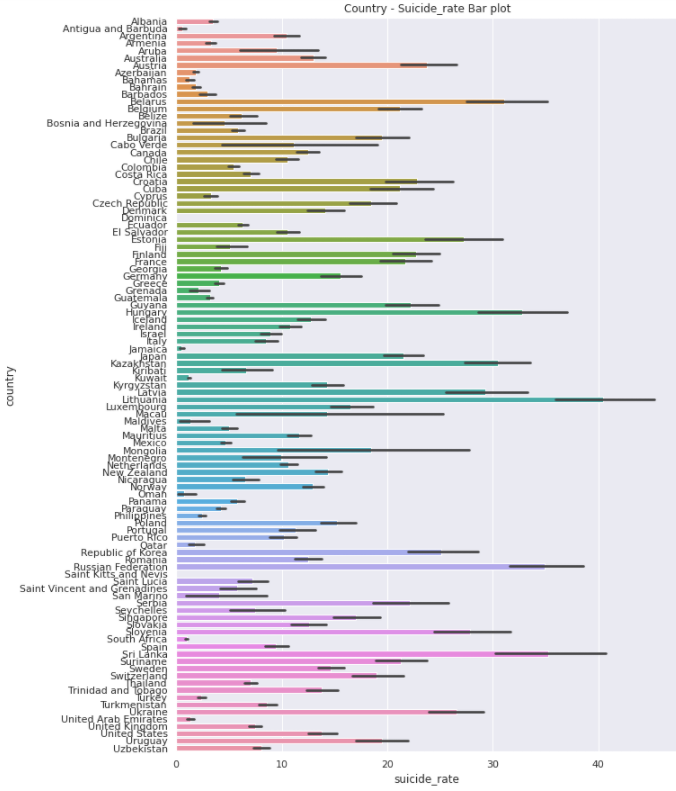 Country - Suicide_rate Bar plot
Albania
Antigua and Barbuda
Argentina
Armenia
Aruba
Australia
Austria
Azerbaijan
Bahamas
Bahrain
Barbados
Belarus
Belgium
Belize
Bosnia and Herzegovina
Brazil
Bulgaria
Cabo Verde
Canada
Chile
Colombia
Costa Rica
Croatia
Cuba
Cyprus
Czech Republic
Denmark
Dominica
Ecuador
El Salvador
Estonia
Fiji
Finland
France
Georgia
Germany
Greece
Grenada
Guatemala
Guyana
Hungary
Iceland
Ireland
Israel
Italy
Jamaica
Japan
Kazakhstan
Kiribati
Kuwait
Kyrgyzstan
Latvia
Lithuania
Luxembourg
Macau
Maldives
Malta
Mauritius
Mexico
Mongolia
Montenegro
Netherlands
New Zealand
Nicaragua
Norway
Oman
Panama
Paraguay
Philippines
Poland
Portugal
Puerto Rico
Qatar
Republic of Korea
Romania
Russian Federation
Saint Kitts and Nevis
Saint Lucia
Saint Vincent and Grenadines
San Marino
Serbia
Seychelles
Singapore
Slovakia
Slovenia
South Africa
Spain
Sri Lanka
Suriname
Sweden
Switzerland
Thailand
Trinidad and Tobago
Turkey
Turkmenistan
Ukraine
United Arab Emirates
United Kingdom
United States
Uruguay
Uzbekistan
country
0 10 20 30 40
suicide_rate